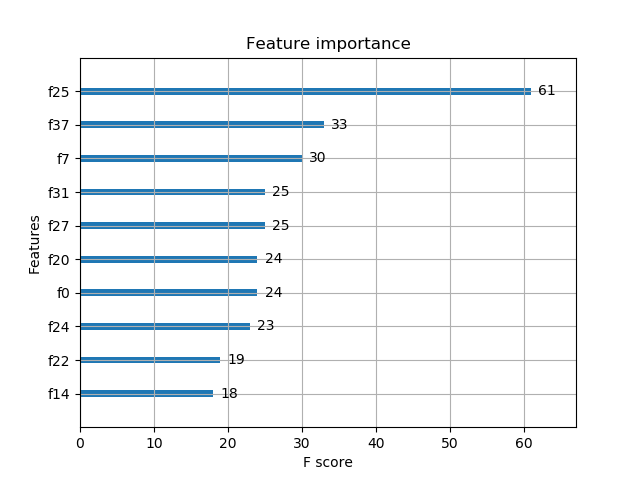 Feature importance
f25 61
f37 33
f7 30
f31 25
f27 25
f20 24
f0 24
f24 23
f22 19
f14 18
Features
0 10 20 30 40 50 60
F score